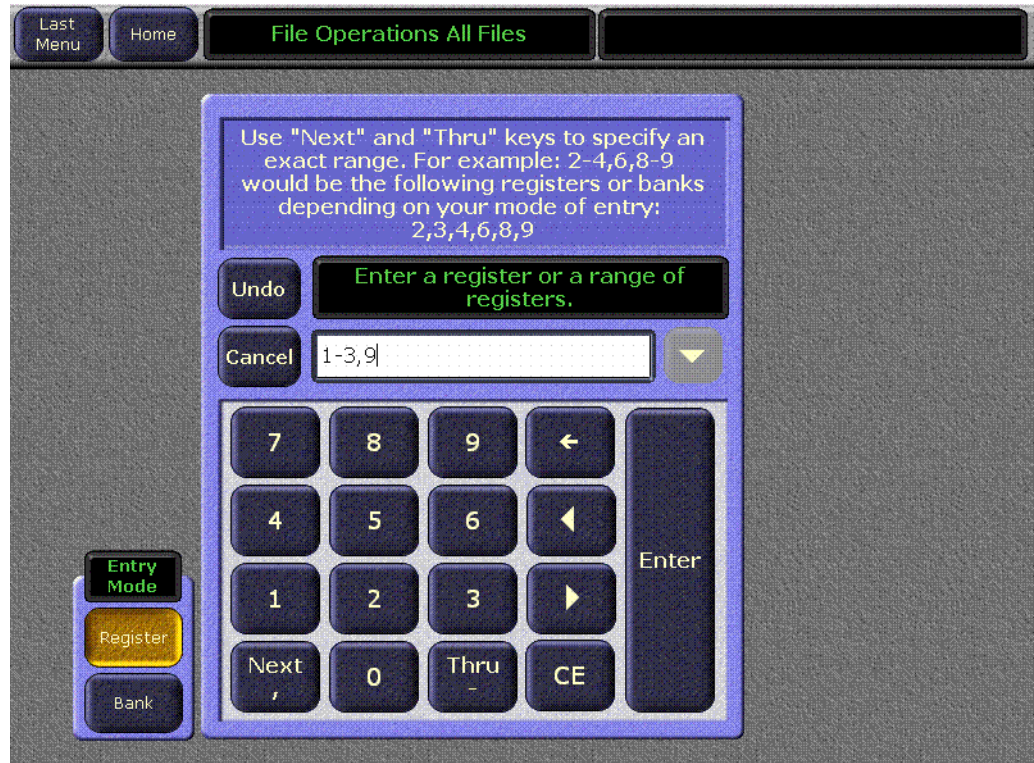 Last
Menu
Home
File Operations All Files
Use "Next" and "Thru" keys to specify an
exact range. For example: 2-4,6,8-9
would be the following registers or banks
depending on your mode of entry:
2,3,4,6,8,9
Undo
Enter a register or a range of
registers.
Cancel
1-3,9
7 8 9
4 5 6
Enter
1 2 3
Next
,
0
Thru
-
CE
Entry
Mode
Register
Bank